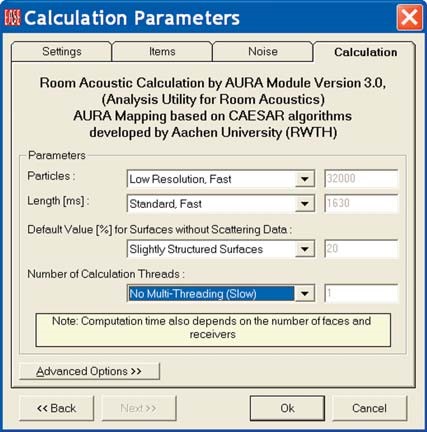 EASE Calculation Parameters
Settings Items Noise Calculation
Room Acoustic Calculation by AURA Module Version 3.0,
(Analysis Utility for Room Acoustics)
AURA Mapping based on CAESAR algorithms
developed by Aachen University (RWTH)
Parameters
Particles: Low Resolution, Fast 32000
Length [ms] : Standard, Fast 1630
Default Value [%] for Surfaces without Scattering Data:
Slightly Structured Surfaces 20
Number of Calculation Threads :
No Multi-Threading (Slow) 1
Note: Computation time also depends on the number of faces and
receivers
Advanced Options >>
<< Back Next >> Ok Cancel